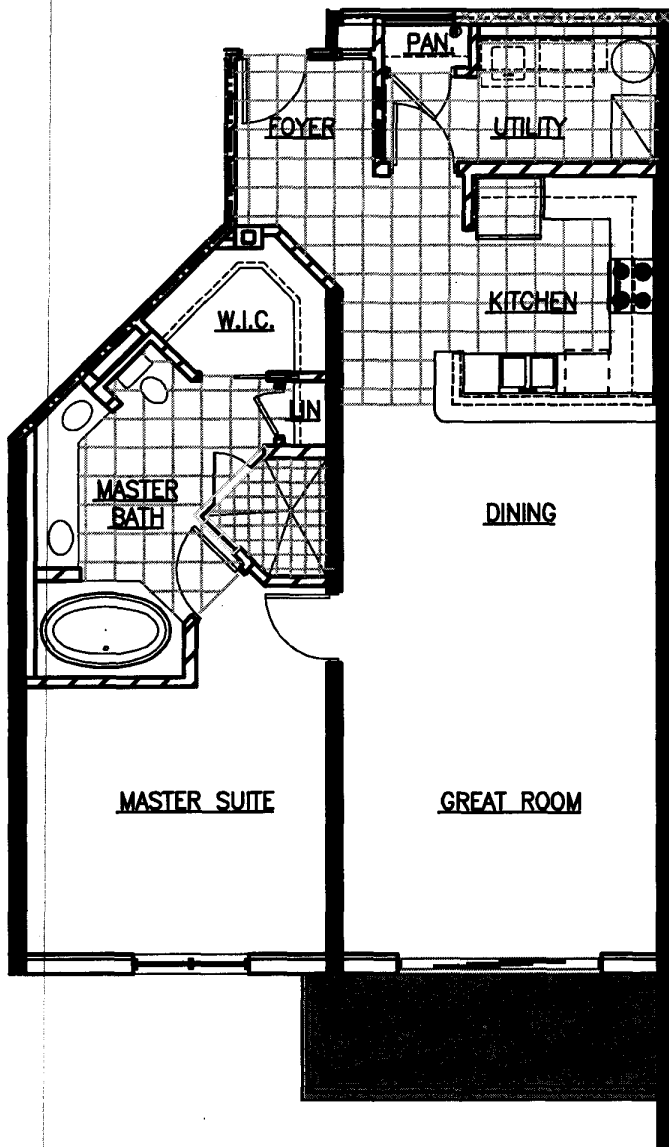 PAN.
FOYER
UTILITY
W.I.C.
KITCHEN
LIN
MASTER
BATH
DINING
MASTER SUITE
GREAT ROOM